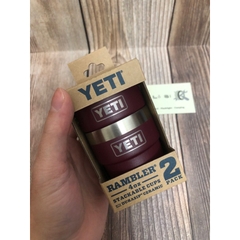 YETI
YETI
YETI
RAMBLER®
4oz
STACKABLE CUPS
2
PACK